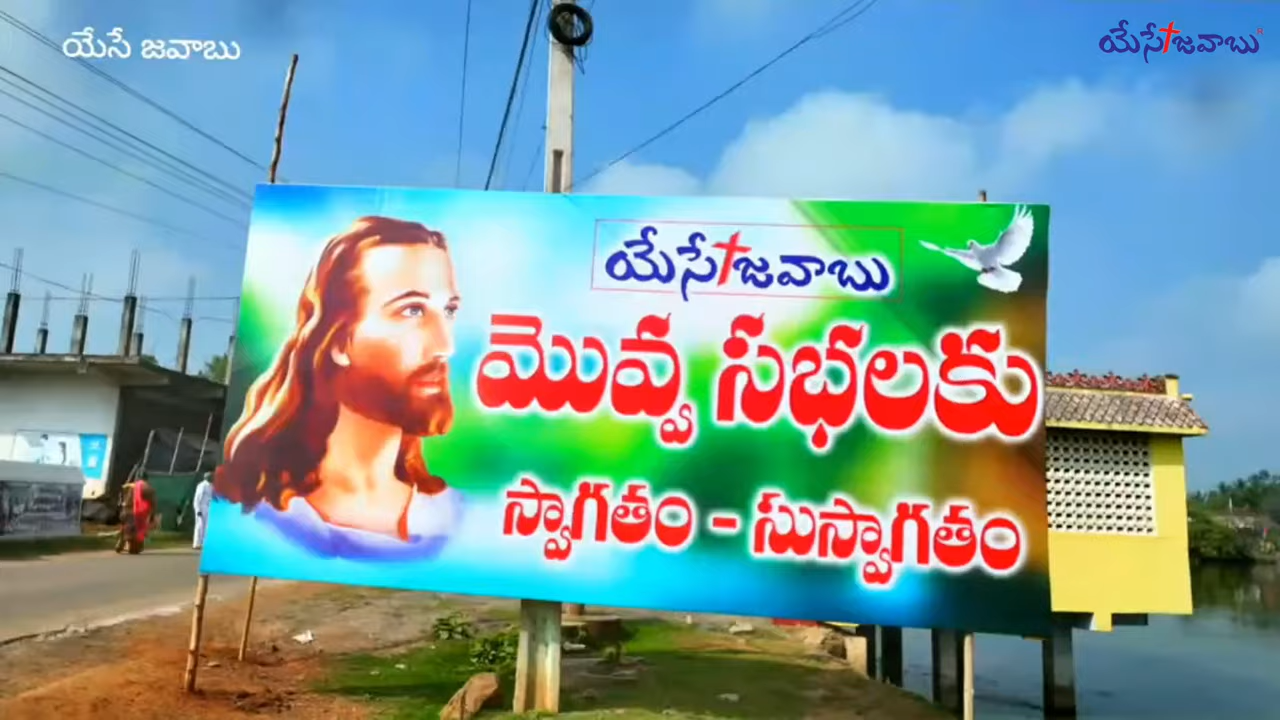 యేసే జవాబు
యేసే జవాబు®
యేసే జవాబు
మొవ్వ సభలకు
స్వాగతం - సుస్వాగతం